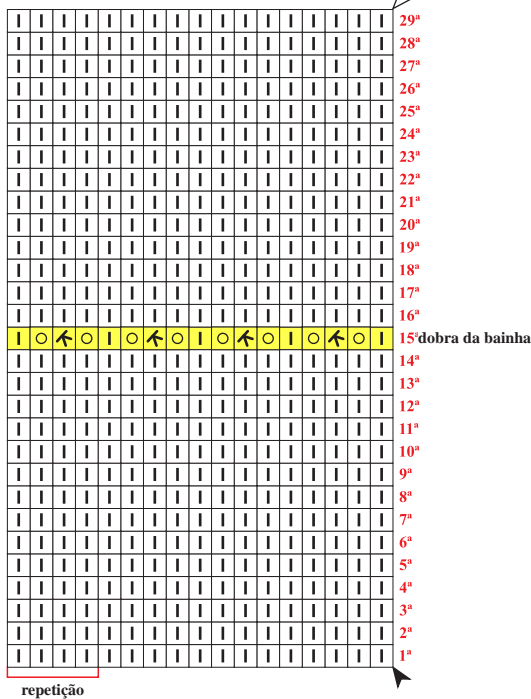 29ª
28ª
27ª
26ª
25ª
24ª
23ª
22ª
21ª
20ª
19ª
18ª
17ª
16ª
15ª dobra da bainha
14ª
13ª
12ª
11ª
10ª
9ª
8ª
7ª
6ª
5ª
4ª
3ª
2ª
1ª
repetição